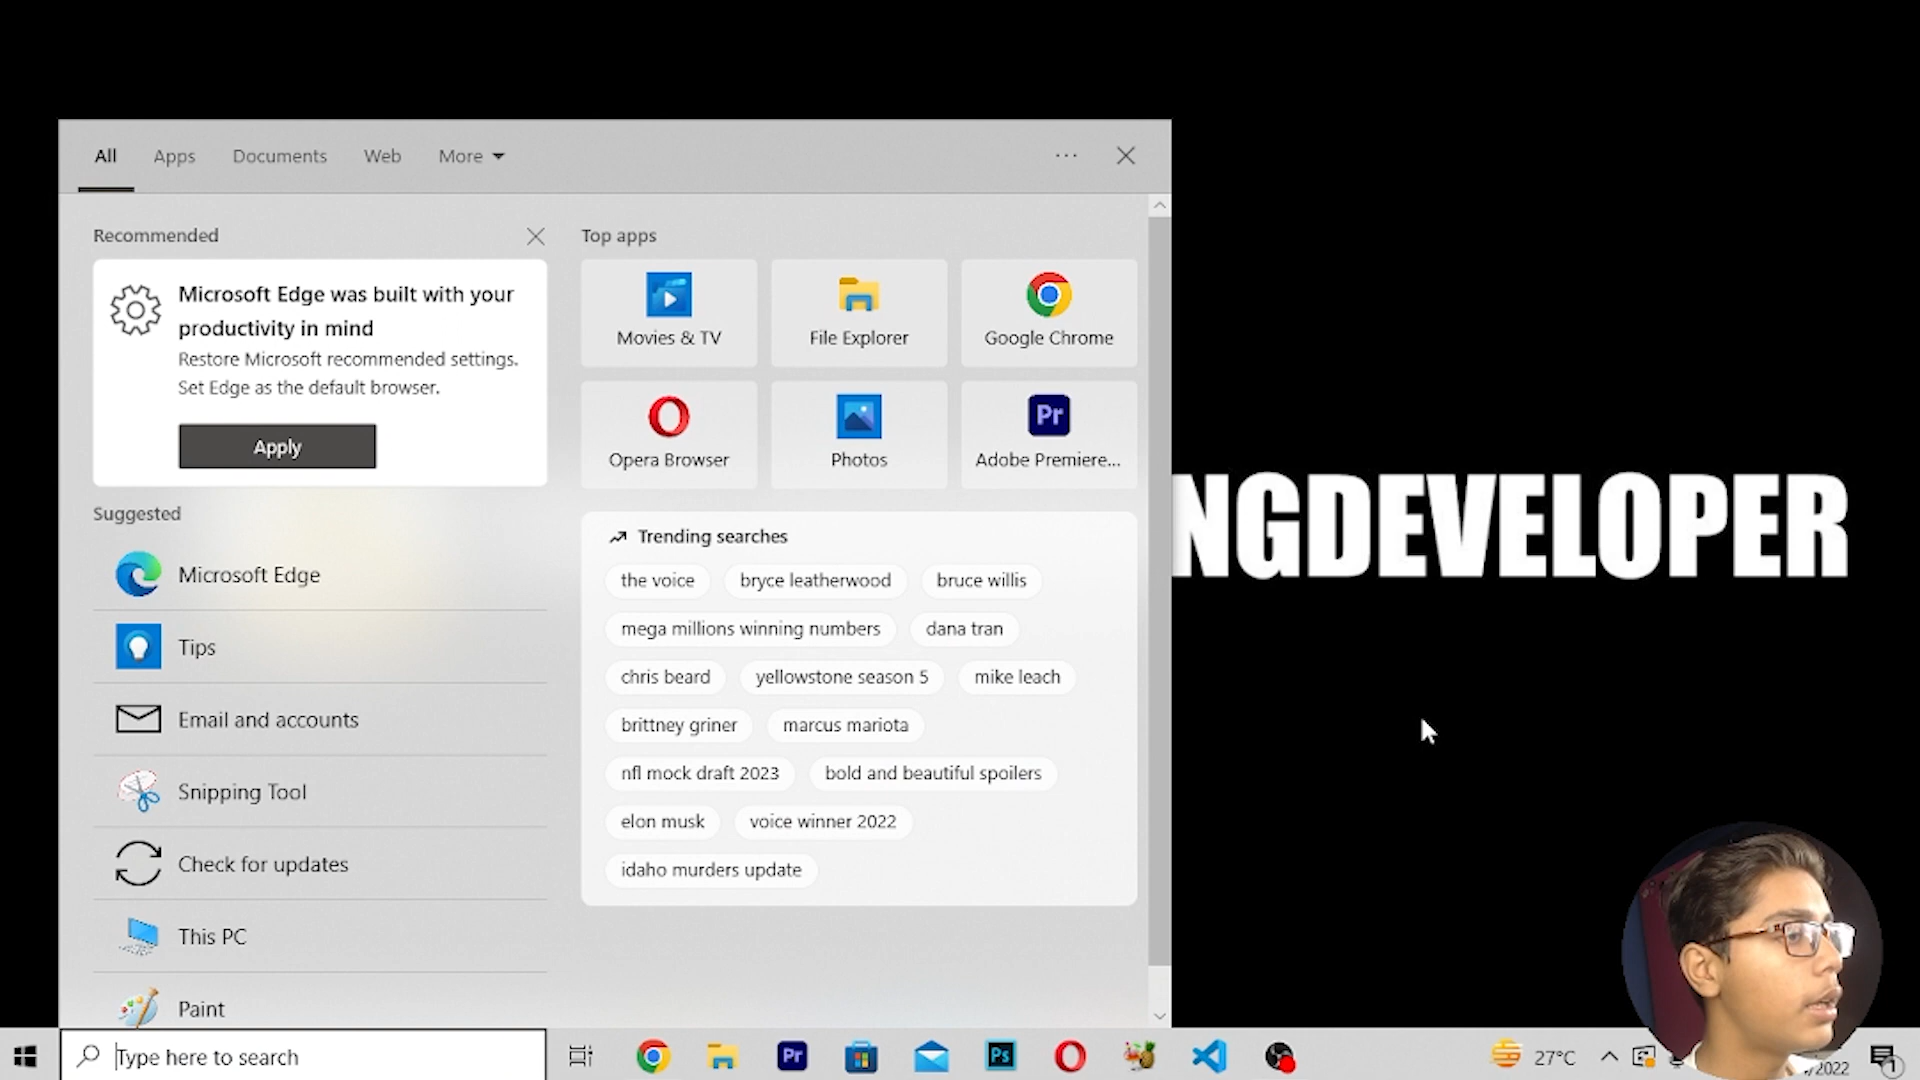 All Apps Documents Web More
Recommended
Microsoft Edge was built with your
productivity in mind
Restore Microsoft recommended settings.
Set Edge as the default browser.
Apply
Suggested
Microsoft Edge
Tips
Email and accounts
Snipping Tool
Check for updates
This PC
Paint
Top apps
Movies & TV File Explorer Google Chrome
Opera Browser Photos Adobe Premiere...
Trending searches
the voice bryce leatherwood bruce willis
mega millions winning numbers dana tran
chris beard yellowstone season 5 mike leach
brittney griner marcus mariota
nfl mock draft 2023 bold and beautiful spoilers
elon musk voice winner 2022
idaho murders update
NGDEVELOPER
Type here to search
Pr
Pr
Ps
27°C
/2022
1